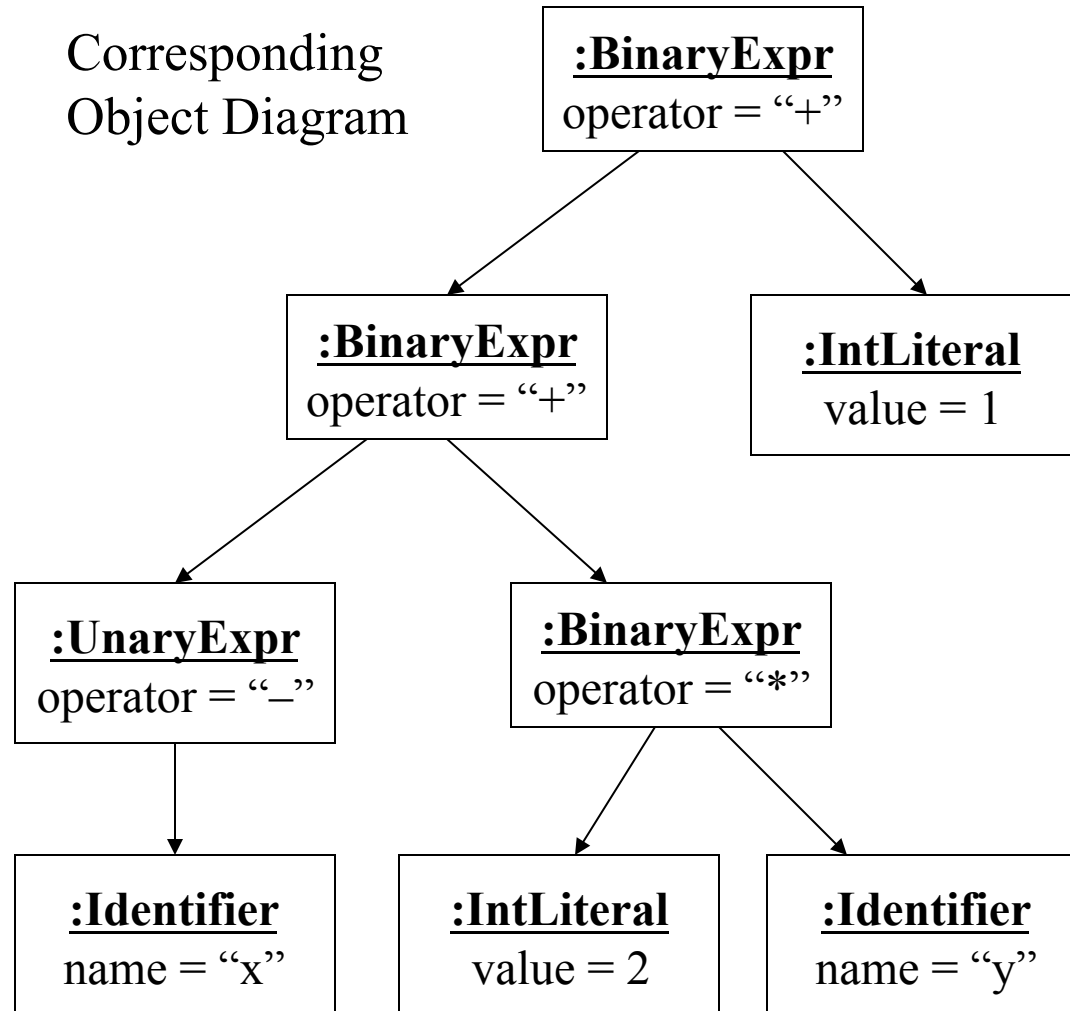 Corresponding
Object Diagram
:BinaryExpr
operator = “+”
:BinaryExpr
operator = “+”
:IntLiteral
value = 1
:UnaryExpr
operator = “–”
:BinaryExpr
operator = “*”
:Identifier
name = “x”
:IntLiteral
value = 2
:Identifier
name = “y”